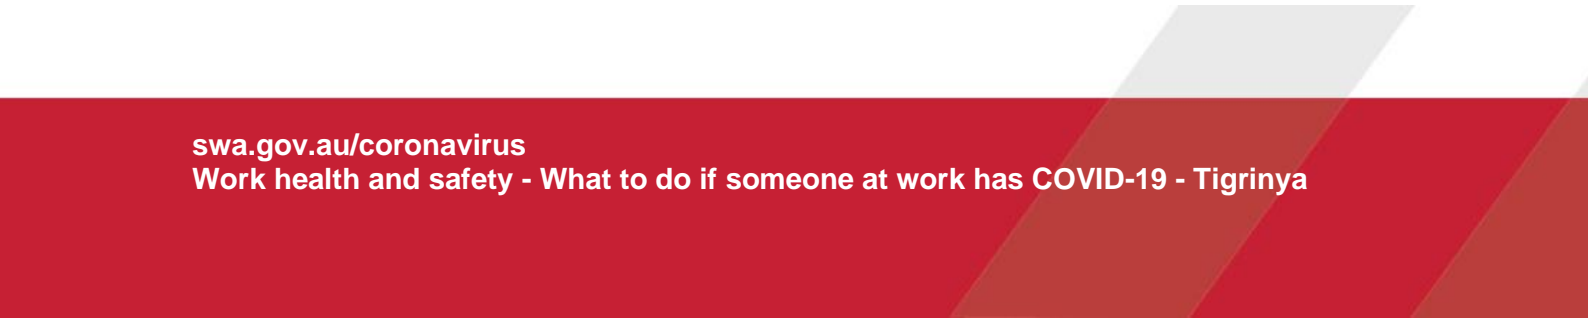 swa.gov.au/coronavirus
Work health and safety - What to do if someone at work has COVID-19 - Tigrinya